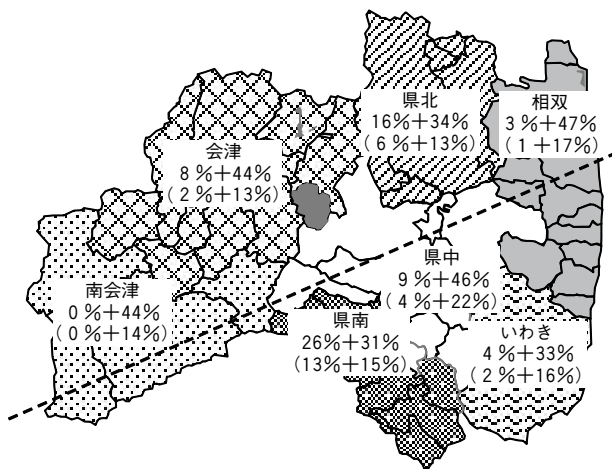 県北
16%+34%
(6%+13%)
相双
3%+47%
(1+17%)
会津
8%+44%
(2%+13%)
県中
9%+46%
(4%+22%)
南会津
0%+44%
(0%+14%)
県南
26%+31%
(13%+15%)
いわき
4%+33%
(2%+16%)